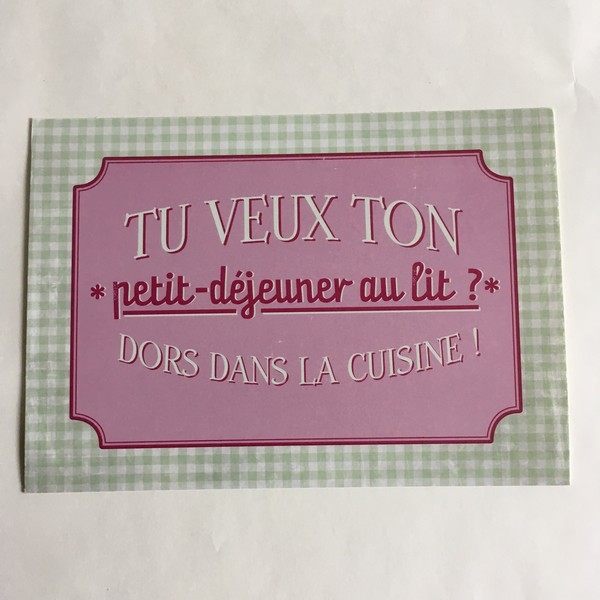 TU VEUX TON
* petit-déjeuner au lit ? *
DORS DANS LA CUISINE !